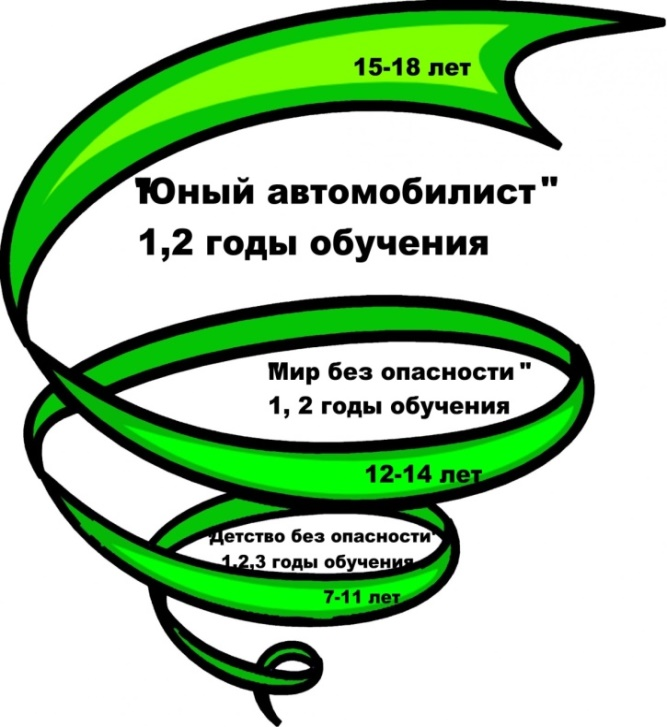 15-18 лет
"Юный автомобилист"
1,2 годы обучения
"Мир без опасности"
1, 2 годы обучения
12-14 лет
"Детство без опасности"
1,2,3 годы обучения
7-11 лет